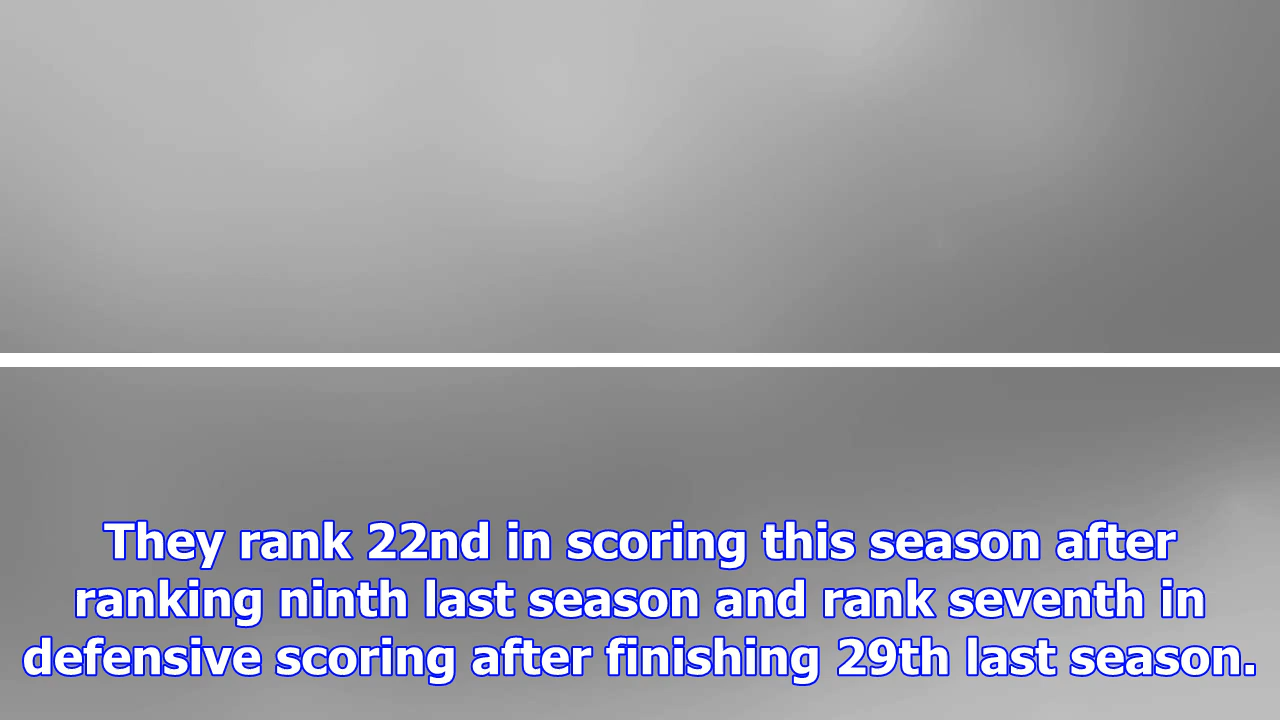 They rank 22nd in scoring this season after
ranking ninth last season and rank seventh in
defensive scoring after finishing 29th last season.